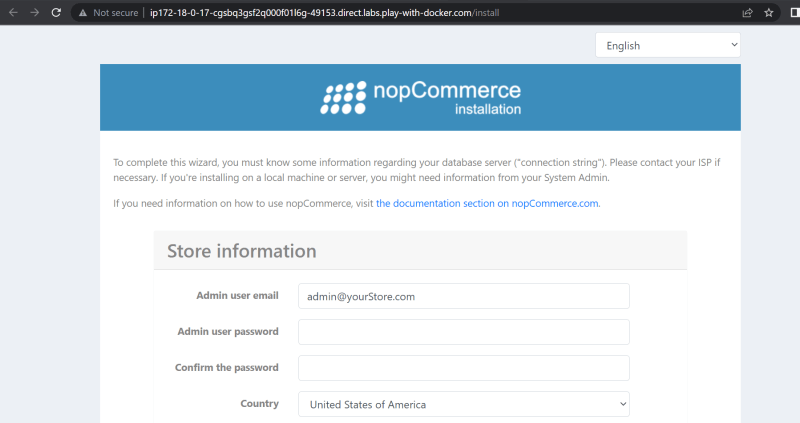 Not secure | ip172-18-0-17-cgsbq3gsf2q000f01l6g-49153.direct.labs.play-with-docker.com/install
English
nopCommerce
installation
To complete this wizard, you must know some information regarding your database server ("connection string"). Please contact your ISP if
necessary. If you're installing on a local machine or server, you might need information from your System Admin.
If you need information on how to use nopCommerce, visit the documentation section on nopCommerce.com.
Store information
Admin user email
admin@yourStore.com
Admin user password
Confirm the password
Country
United States of America